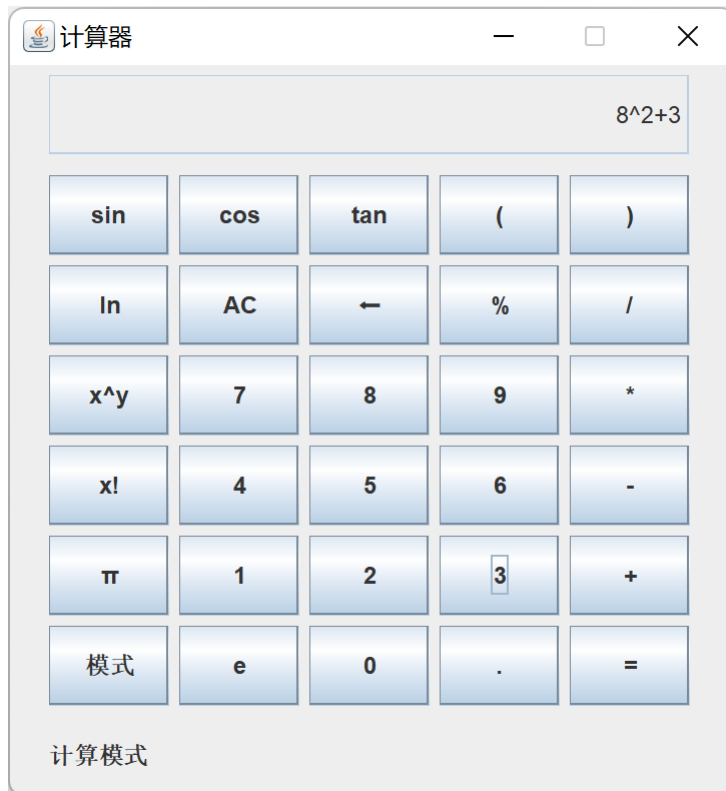 计算器
8^2+3
sin cos tan ( )
ln AC ← % /
x^y 7 8 9 *
x! 4 5 6 -
π 1 2 3 +
模式 e 0 . =
计算模式